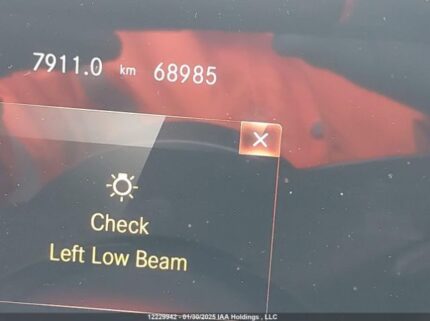 7911.0 km 68985
Check
Left Low Beam
12229942 - 01/30/2025 IAA Holdings , LLC